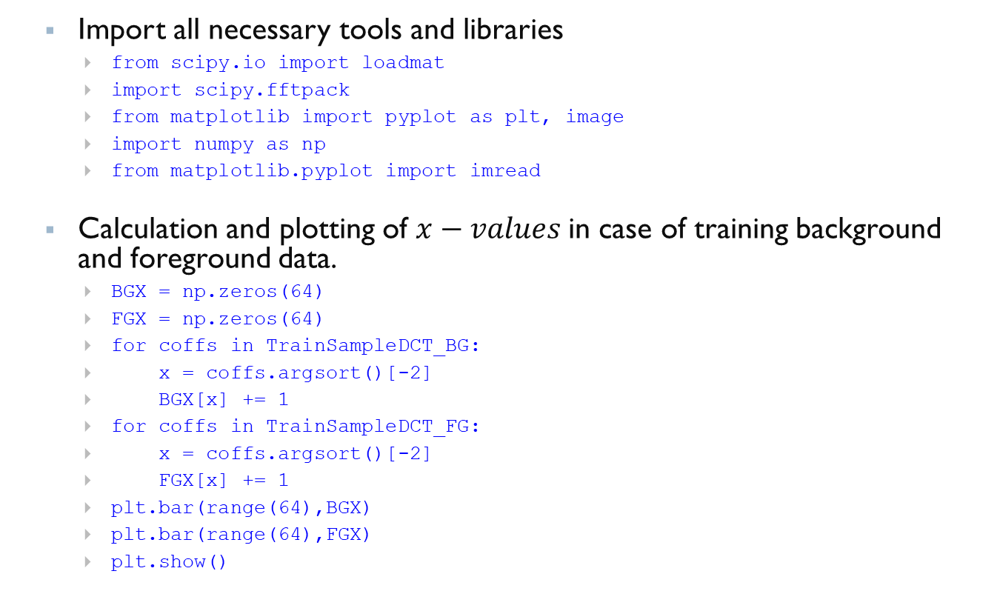 Import all necessary tools and libraries
from scipy.io import loadmat
import scipy.fftpack
from matplotlib import pyplot as plt, image
import numpy as np
from matplotlib.pyplot import imread
Calculation and plotting of x − values in case of training background
and foreground data.
BGX = np.zeros(64)
FGX = np.zeros(64)
for coffs in TrainSampleDCT_BG:
    x = coffs.argsort()[-2]
    BGX[x] += 1
for coffs in TrainSampleDCT_FG:
    x = coffs.argsort()[-2]
    FGX[x] += 1
plt.bar(range(64),BGX)
plt.bar(range(64),FGX)
plt.show()